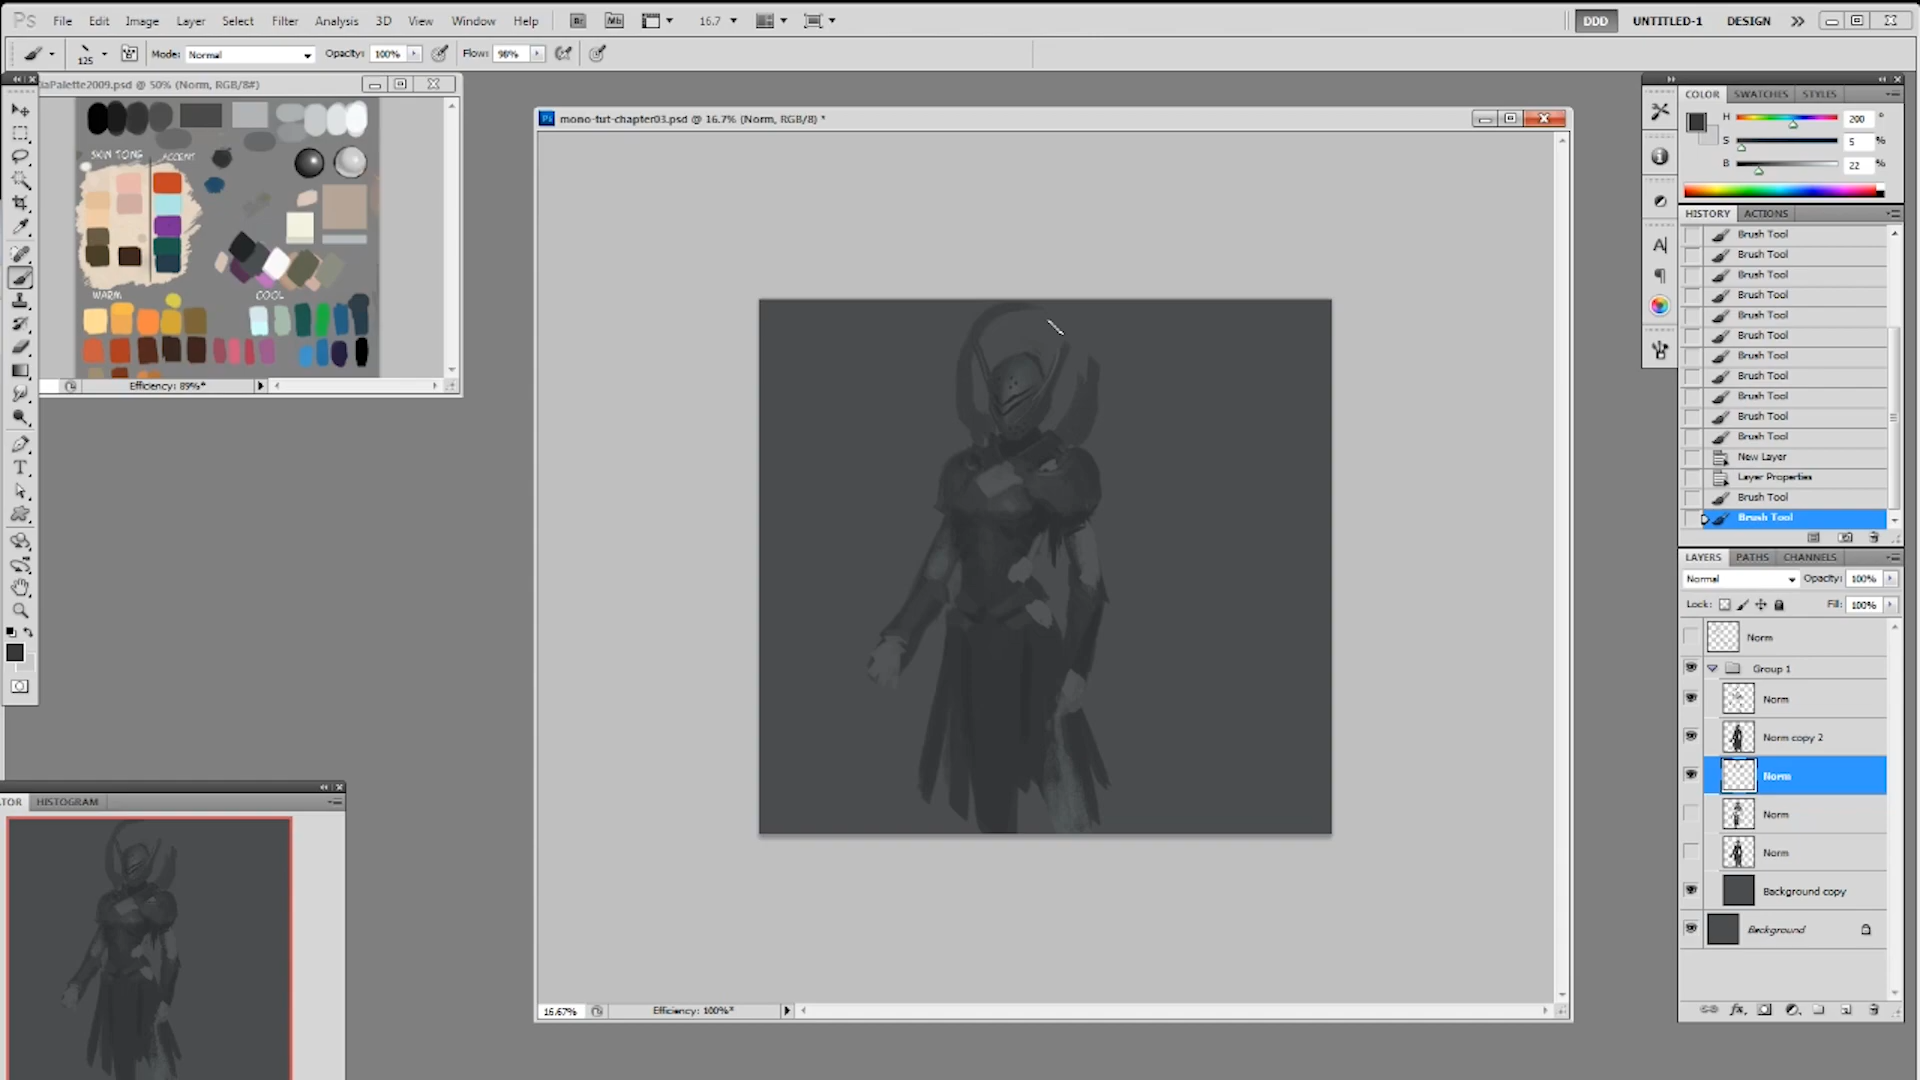 Ps File Edit Image Layer Select Filter Analysis 3D View Window Help Br Mb 16.7 DDD UNTITLED-1 DESIGN
125 Mode: Normal Opacity: 100% Flow: 98%
iaPalette2009.psd @ 50% (Norm, RGB/8#)
SKIN TONE ACCENT
WARM COOL
Efficiency: 89%*
mono-tut-chapter03.psd @ 16.7% (Norm, RGB/8) *
16.67% Efficiency: 100%*
TOR HISTOGRAM
COLOR SWATCHES STYLES
H 200 °
S 5 %
B 22 %
HISTORY ACTIONS
Brush Tool
Brush Tool
Brush Tool
Brush Tool
Brush Tool
Brush Tool
Brush Tool
Brush Tool
Brush Tool
Brush Tool
Brush Tool
New Layer
Layer Properties
Brush Tool
Brush Tool
LAYERS PATHS CHANNELS
Normal Opacity: 100%
Lock: Fill: 100%
Norm
Group 1
Norm
Norm copy 2
Norm
Norm
Norm
Background copy
Background